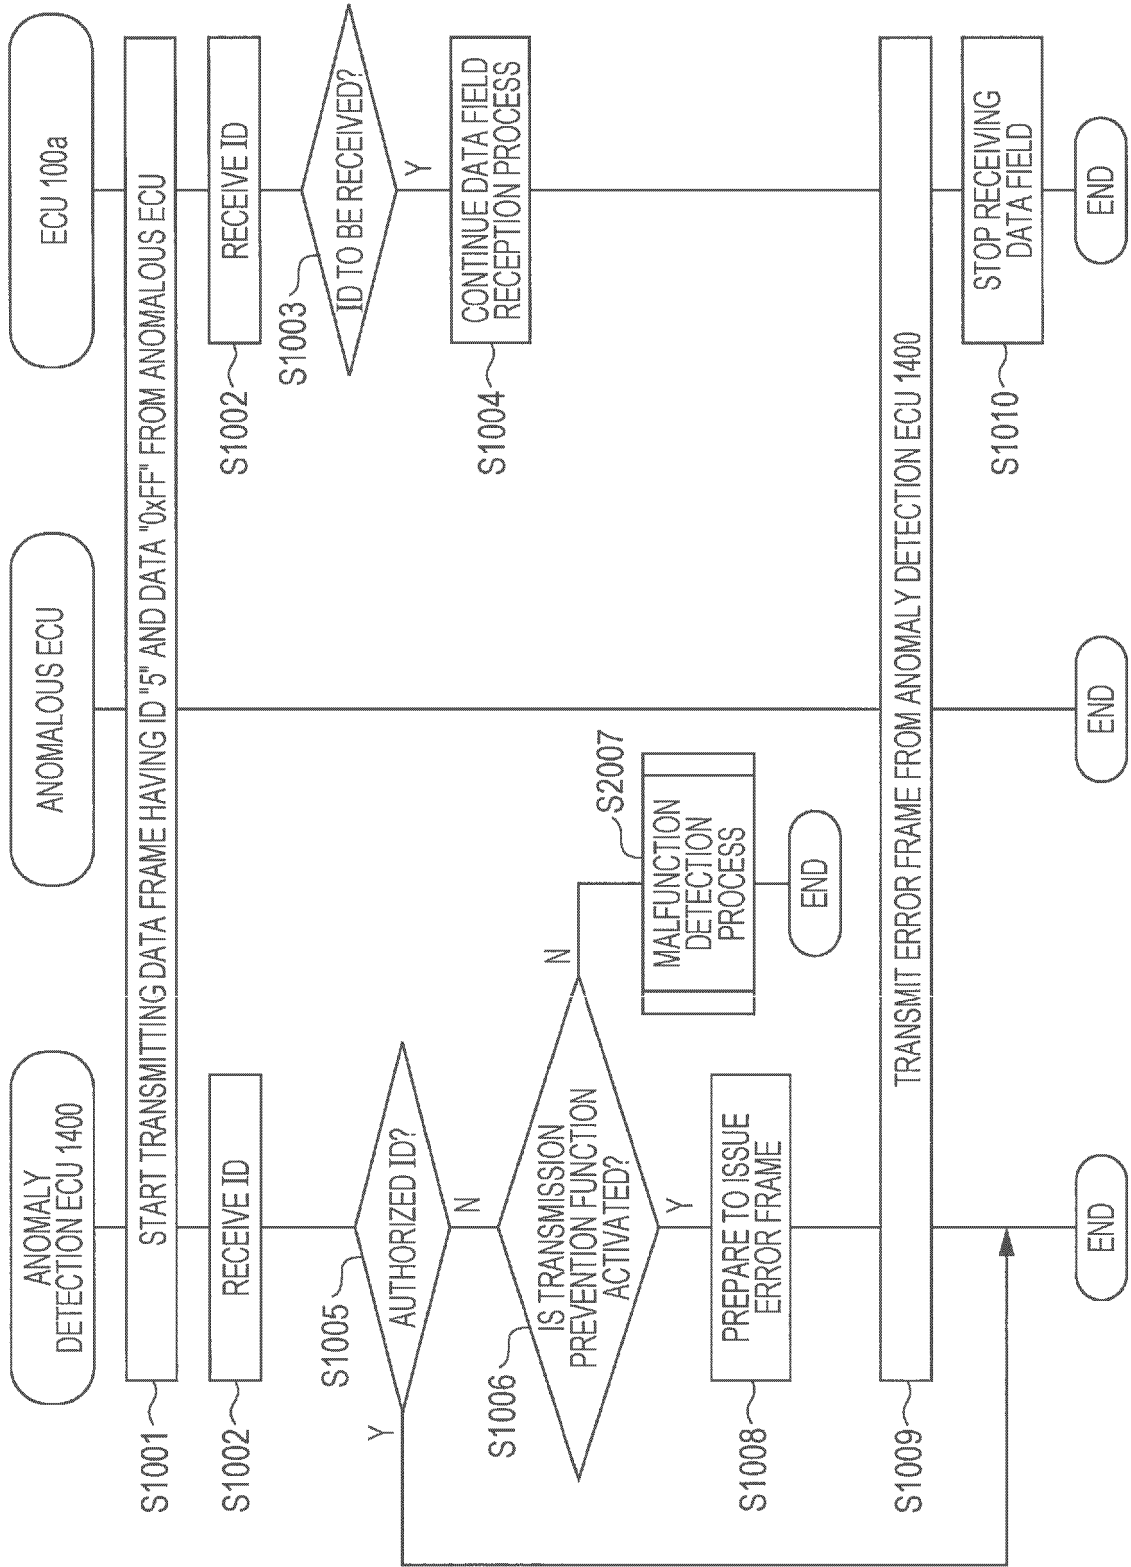 ANOMALY
DETECTION ECU 1400
ANOMALOUS ECU
ECU 100a
S1001
START TRANSMITTING DATA FRAME HAVING ID "5" AND DATA "0xFF" FROM ANOMALOUS ECU
S1002
RECEIVE ID
S1002
RECEIVE ID
S1003
ID TO BE RECEIVED?
Y
S1005
AUTHORIZED ID?
Y
N
S1004
CONTINUE DATA FIELD
RECEPTION PROCESS
S1006
IS TRANSMISSION
PREVENTION FUNCTION
ACTIVATED?
N
Y
S2007
MALFUNCTION
DETECTION
PROCESS
END
S1008
PREPARE TO ISSUE
ERROR FRAME
S1009
TRANSMIT ERROR FRAME FROM ANOMALY DETECTION ECU 1400
S1010
STOP RECEIVING
DATA FIELD
END
END
END